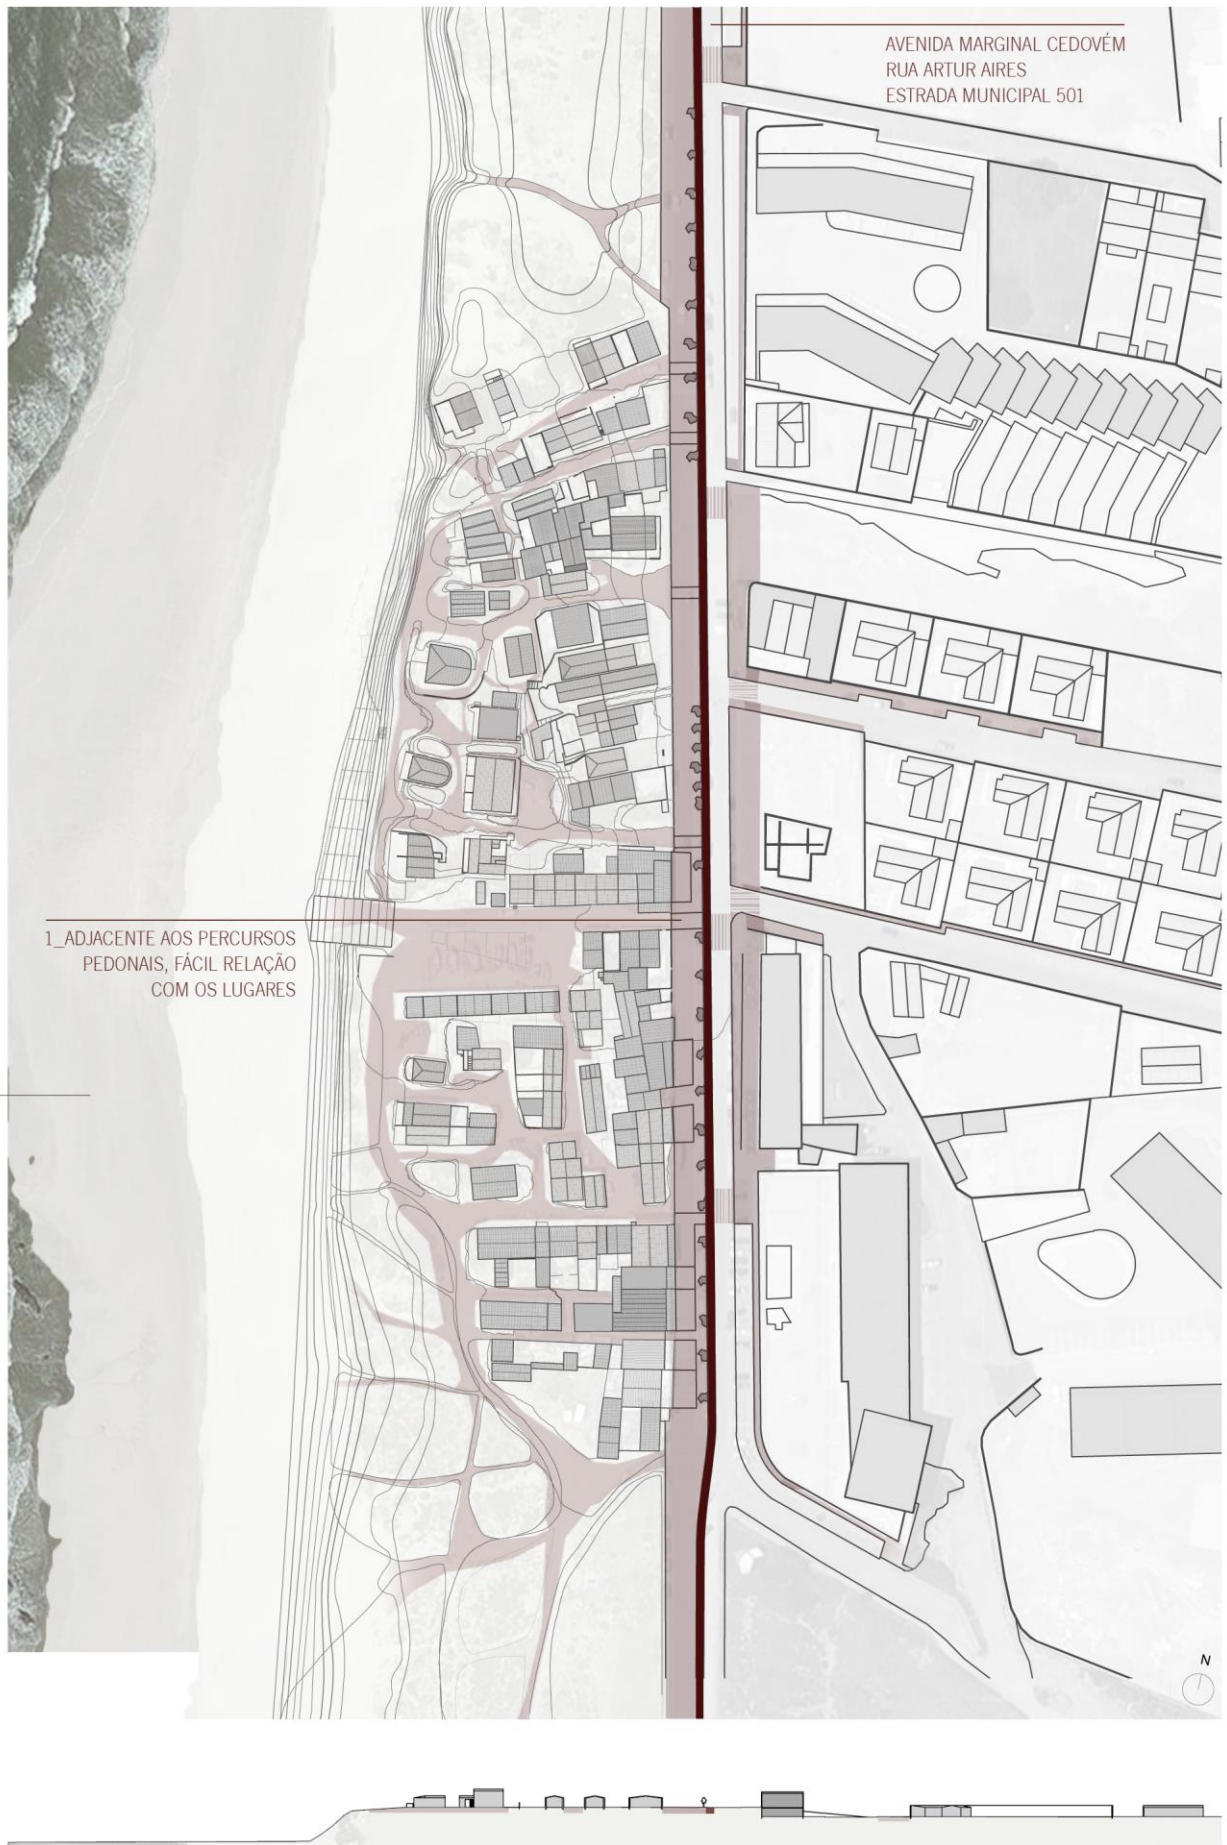 AVENIDA MARGINAL CEDOVÉM
RUA ARTUR AIRES
ESTRADA MUNICIPAL 501
1_ADJACENTE AOS PERCURSOS
PEDONAIS, FÁCIL RELAÇÃO
COM OS LUGARES
N